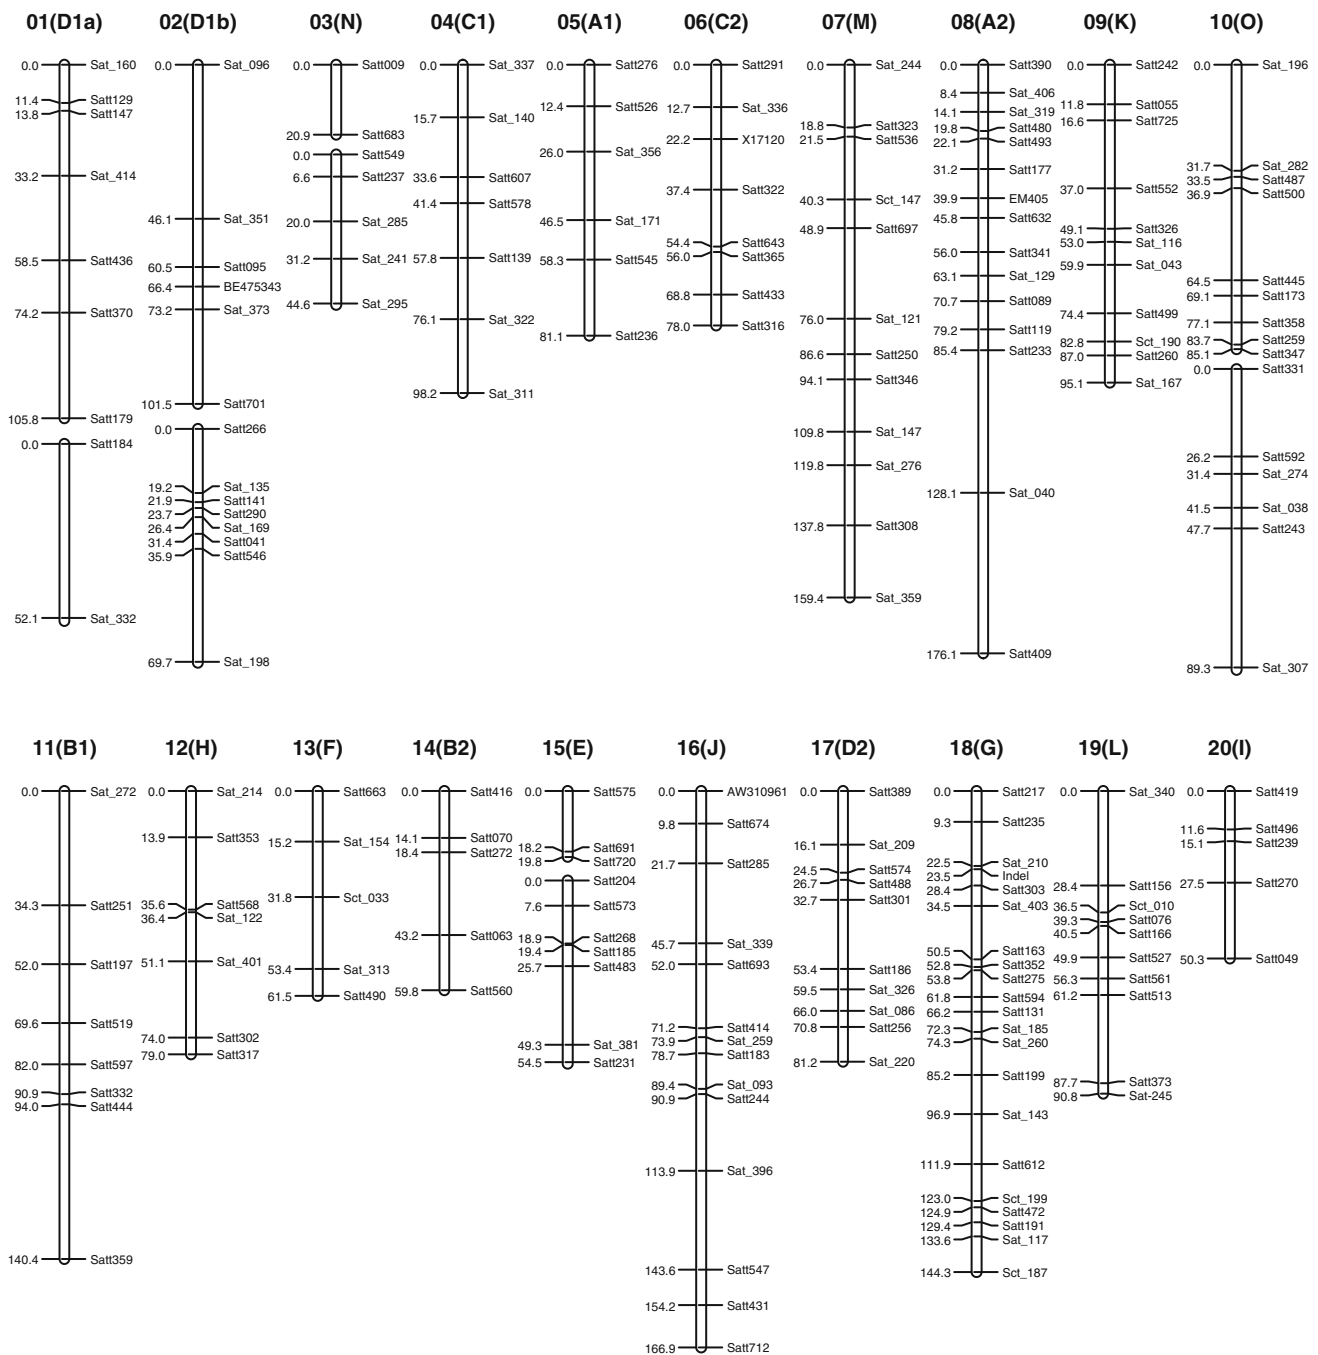 01(D1a) 02(D1b) 03(N) 04(C1) 05(A1) 06(C2) 07(M) 08(A2) 09(K) 10(O)
0.0 Sat_160
11.4 Satt129
13.8 Satt147
33.2 Sat_414
58.5 Satt436
74.2 Satt370
105.8 Satt179
0.0 Satt184
52.1 Sat_332
0.0 Sat_096
46.1 Sat_351
60.5 Satt095
66.4 BE475343
73.2 Sat_373
101.5 Satt701
0.0 Satt266
19.2 Sat_135
21.9 Satt141
23.7 Satt290
26.4 Sat_169
31.4 Satt041
35.9 Satt546
69.7 Sat_198
0.0 Satt009
20.9 Satt683
0.0 Satt549
6.6 Satt237
20.0 Sat_285
31.2 Sat_241
44.6 Sat_295
0.0 Sat_337
15.7 Sat_140
33.6 Satt607
41.4 Satt578
57.8 Satt139
76.1 Sat_322
98.2 Sat_311
0.0 Satt276
12.4 Satt526
26.0 Sat_356
46.5 Sat_171
58.3 Satt545
81.1 Satt236
0.0 Satt291
12.7 Sat_336
22.2 X17120
37.4 Satt322
54.4 Satt643
56.0 Satt365
68.8 Satt433
78.0 Satt316
0.0 Sat_244
18.8 Satt323
21.5 Satt536
40.3 Sct_147
48.9 Satt697
76.0 Sat_121
86.6 Satt250
94.1 Satt346
109.8 Sat_147
119.8 Sat_276
137.8 Satt308
159.4 Sat_359
0.0 Satt390
8.4 Sat_406
14.1 Sat_319
19.8 Satt480
22.1 Satt493
31.2 Satt177
39.9 EM405
45.8 Satt632
56.0 Satt341
63.1 Sat_129
70.7 Satt089
79.2 Satt119
85.4 Satt233
128.1 Sat_040
176.1 Satt409
0.0 Satt242
11.8 Satt055
16.6 Satt725
37.0 Satt552
49.1 Satt326
53.0 Sat_116
59.9 Sat_043
74.4 Satt499
82.8 Sct_190
87.0 Satt260
95.1 Sat_167
0.0 Sat_196
31.7 Sat_282
33.5 Satt487
36.9 Satt500
64.5 Satt445
69.1 Satt173
77.1 Satt358
83.7 Satt259
85.1 Satt347
0.0 Satt331
26.2 Satt592
31.4 Sat_274
41.5 Sat_038
47.7 Satt243
89.3 Sat_307
11(B1) 12(H) 13(F) 14(B2) 15(E) 16(J) 17(D2) 18(G) 19(L) 20(I)
0.0 Sat_272
34.3 Satt251
52.0 Satt197
69.6 Satt519
82.0 Satt597
90.9 Satt332
94.0 Satt444
140.4 Satt359
0.0 Sat_214
13.9 Satt353
35.6 Satt568
36.4 Sat_122
51.1 Sat_401
74.0 Satt302
79.0 Satt317
0.0 Satt663
15.2 Sat_154
31.8 Sct_033
53.4 Sat_313
61.5 Satt490
0.0 Satt416
14.1 Satt070
18.4 Satt272
43.2 Satt063
59.8 Satt560
0.0 Satt575
18.2 Satt691
19.8 Satt720
0.0 Satt204
7.6 Satt573
18.9 Satt268
19.4 Satt185
25.7 Satt483
49.3 Sat_381
54.5 Satt231
0.0 AW310961
9.8 Satt674
21.7 Satt285
45.7 Sat_339
52.0 Satt693
71.2 Satt414
73.9 Sat_259
78.7 Satt183
89.4 Sat_093
90.9 Satt244
113.9 Sat_396
143.6 Satt547
154.2 Satt431
166.9 Satt712
0.0 Satt389
16.1 Sat_209
24.5 Satt574
26.7 Satt488
32.7 Satt301
53.4 Satt186
59.5 Sat_326
66.0 Sat_086
70.8 Satt256
81.2 Sat_220
0.0 Satt217
9.3 Satt235
22.5 Sat_210
23.5 Indel
28.4 Satt303
34.5 Sat_403
50.5 Satt163
52.8 Satt352
53.8 Satt275
61.8 Satt594
66.2 Satt131
72.3 Sat_185
74.3 Sat_260
85.2 Satt199
96.9 Sat_143
111.9 Satt612
123.0 Sct_199
124.9 Satt472
129.4 Satt191
133.6 Sat_117
144.3 Sct_187
0.0 Sat_340
28.4 Satt156
36.5 Sct_010
39.3 Satt076
40.5 Satt166
49.9 Satt527
56.3 Satt561
61.2 Satt513
87.7 Satt373
90.8 Sat-245
0.0 Satt419
11.6 Satt496
15.1 Satt239
27.5 Satt270
50.3 Satt049